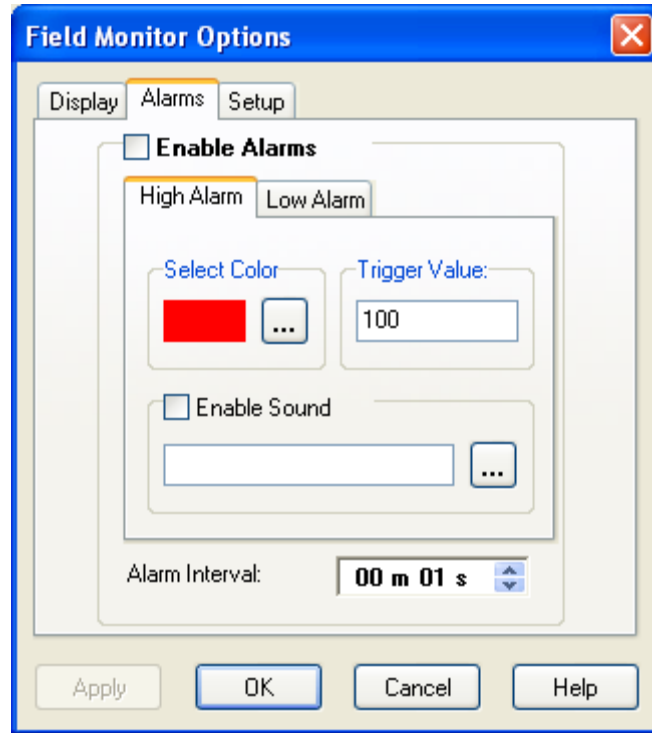 Field Monitor Options
Display Alarms Setup
Enable Alarms
High Alarm Low Alarm
Select Color Trigger Value:
... 100
Enable Sound
...
Alarm Interval: 00 m 01 s
Apply OK Cancel Help